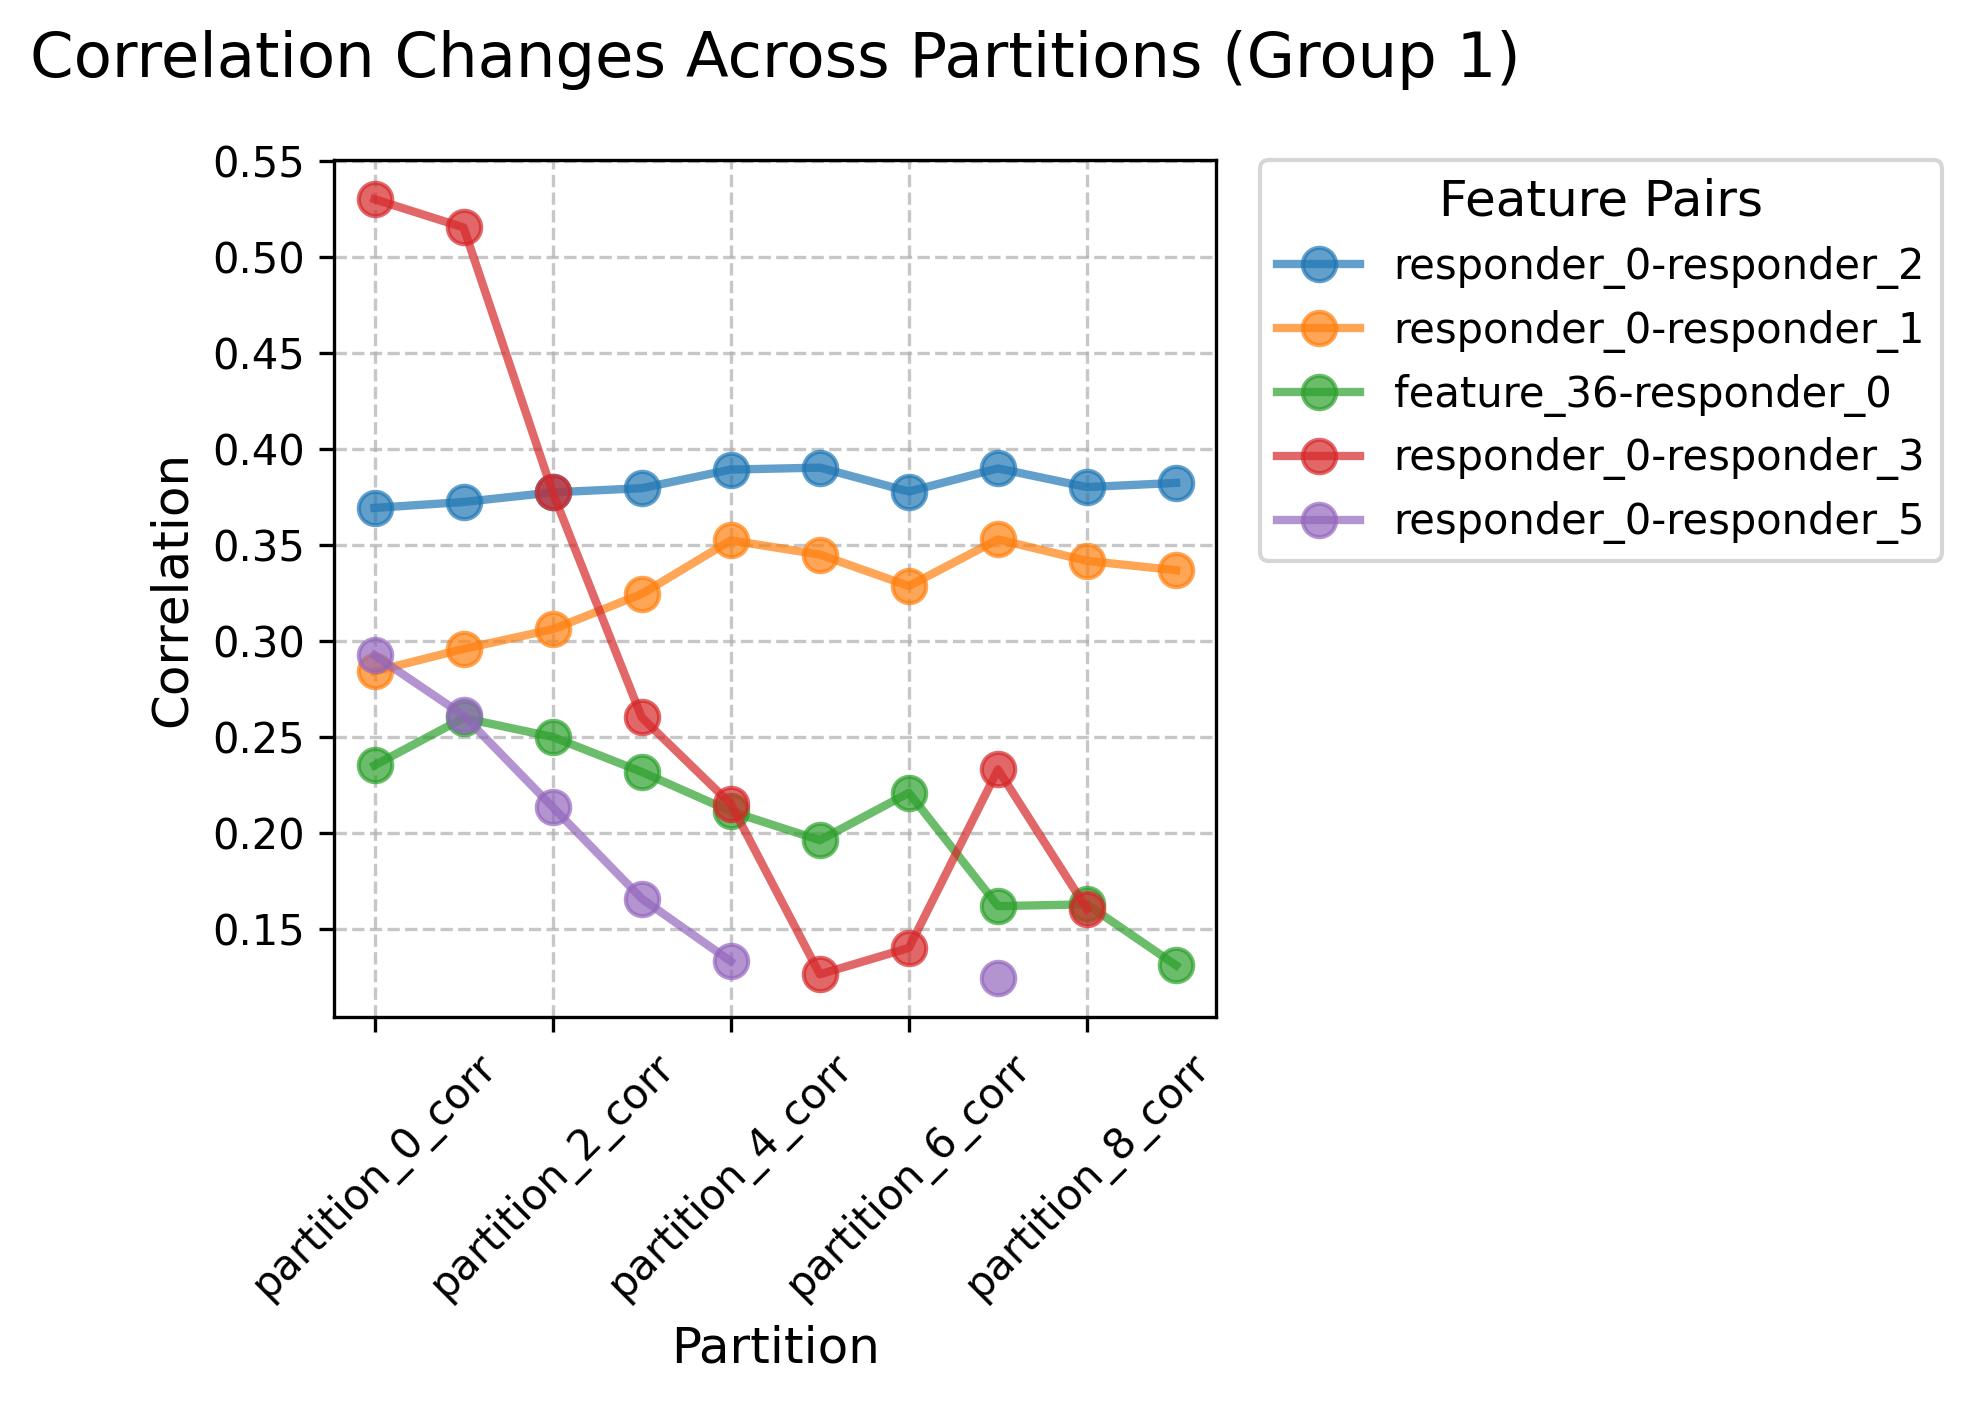 Correlation Changes Across Partitions (Group 1)
0.55
0.50
0.45
0.40
0.35
0.30
0.25
0.20
0.15
Correlation
partition_0_corr
partition_2_corr
partition_4_corr
partition_6_corr
partition_8_corr
Partition
Feature Pairs
responder_0-responder_2
responder_0-responder_1
feature_36-responder_0
responder_0-responder_3
responder_0-responder_5